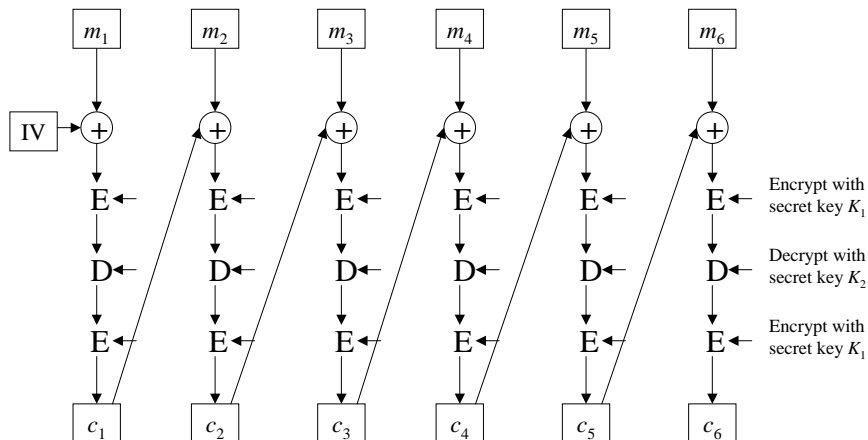 m₁ m₂ m₃ m₄ m₅ m₆
IV + + + + + +
E E E E E E Encrypt with
secret key K₁
D D D D D D Decrypt with
secret key K₂
E E E E E E Encrypt with
secret key K₁
c₁ c₂ c₃ c₄ c₅ c₆